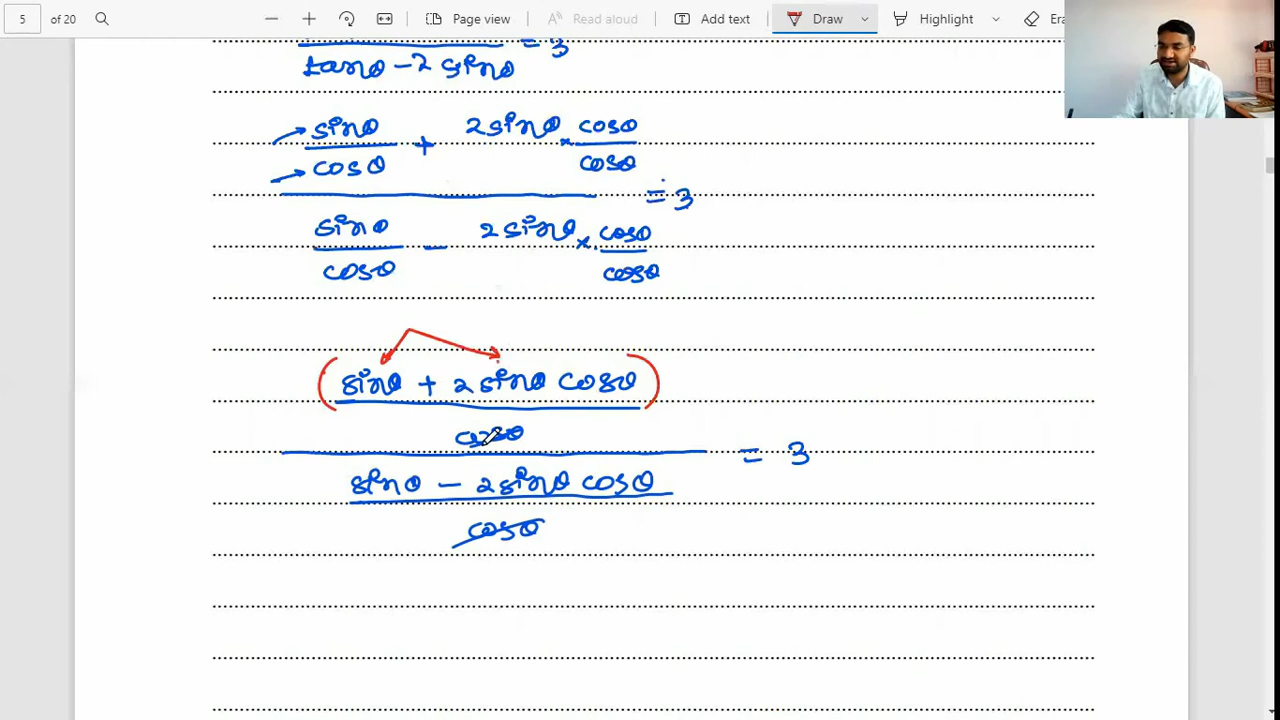 5 of 20 Page view Read aloud Add text Draw Highlight Era
= 3
tanθ − 2 sinθ
sinθ/cosθ + 2sinθ × cosθ/cosθ
= 3
sinθ/cosθ − 2sinθ × cosθ/cosθ
(sinθ + 2sinθ cosθ)
cosθ
= 3
sinθ − 2sinθ cosθ
cosθ